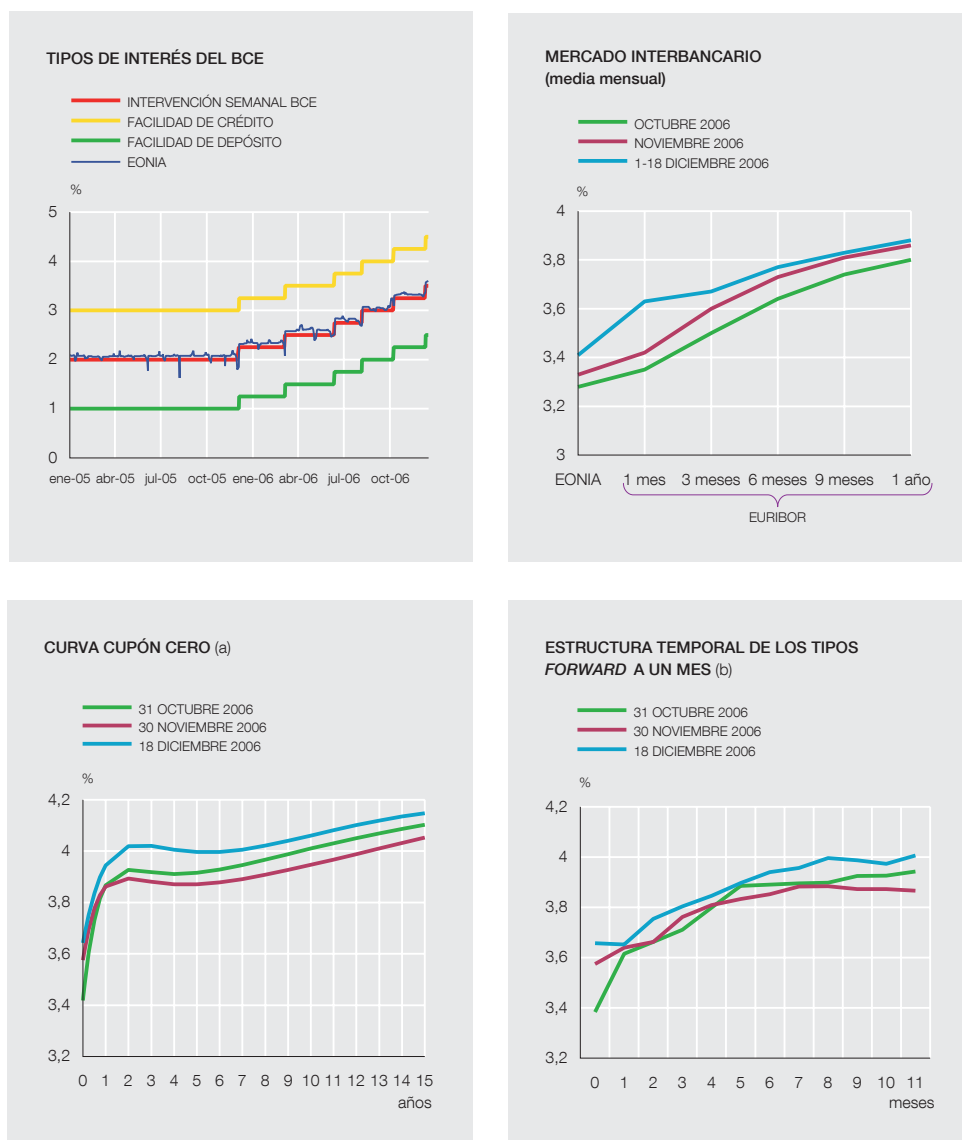 TIPOS DE INTERÉS DEL BCE
INTERVENCIÓN SEMANAL BCE
FACILIDAD DE CRÉDITO
FACILIDAD DE DEPÓSITO
EONIA
%
5
4
3
2
1
0
ene-05 abr-05 jul-05 oct-05 ene-06 abr-06 jul-06 oct-06
MERCADO INTERBANCARIO
(media mensual)
OCTUBRE 2006
NOVIEMBRE 2006
1-18 DICIEMBRE 2006
%
4
3,8
3,6
3,4
3,2
3
EONIA 1 mes 3 meses 6 meses 9 meses 1 año
EURIBOR
CURVA CUPÓN CERO (a)
31 OCTUBRE 2006
30 NOVIEMBRE 2006
18 DICIEMBRE 2006
%
4,2
4
3,8
3,6
3,4
3,2
0 1 2 3 4 5 6 7 8 9 10 11 12 13 14 15
años
ESTRUCTURA TEMPORAL DE LOS TIPOS
FORWARD A UN MES (b)
31 OCTUBRE 2006
30 NOVIEMBRE 2006
18 DICIEMBRE 2006
%
4,2
4
3,8
3,6
3,4
3,2
0 1 2 3 4 5 6 7 8 9 10 11
meses